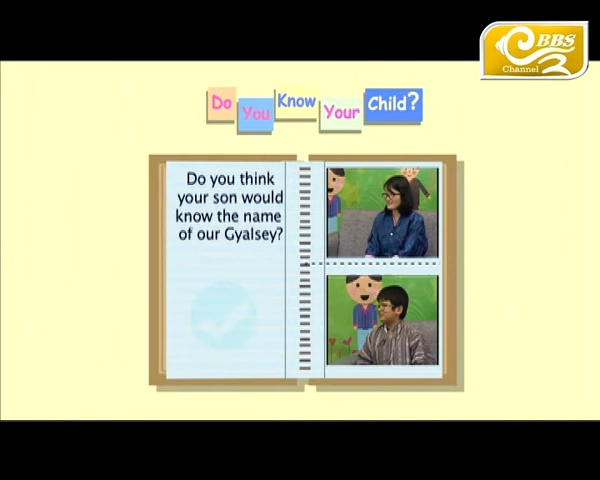 BBS
Channel 2
Do You Know Your Child?
Do you think
your son would
know the name
of our Gyalsey?